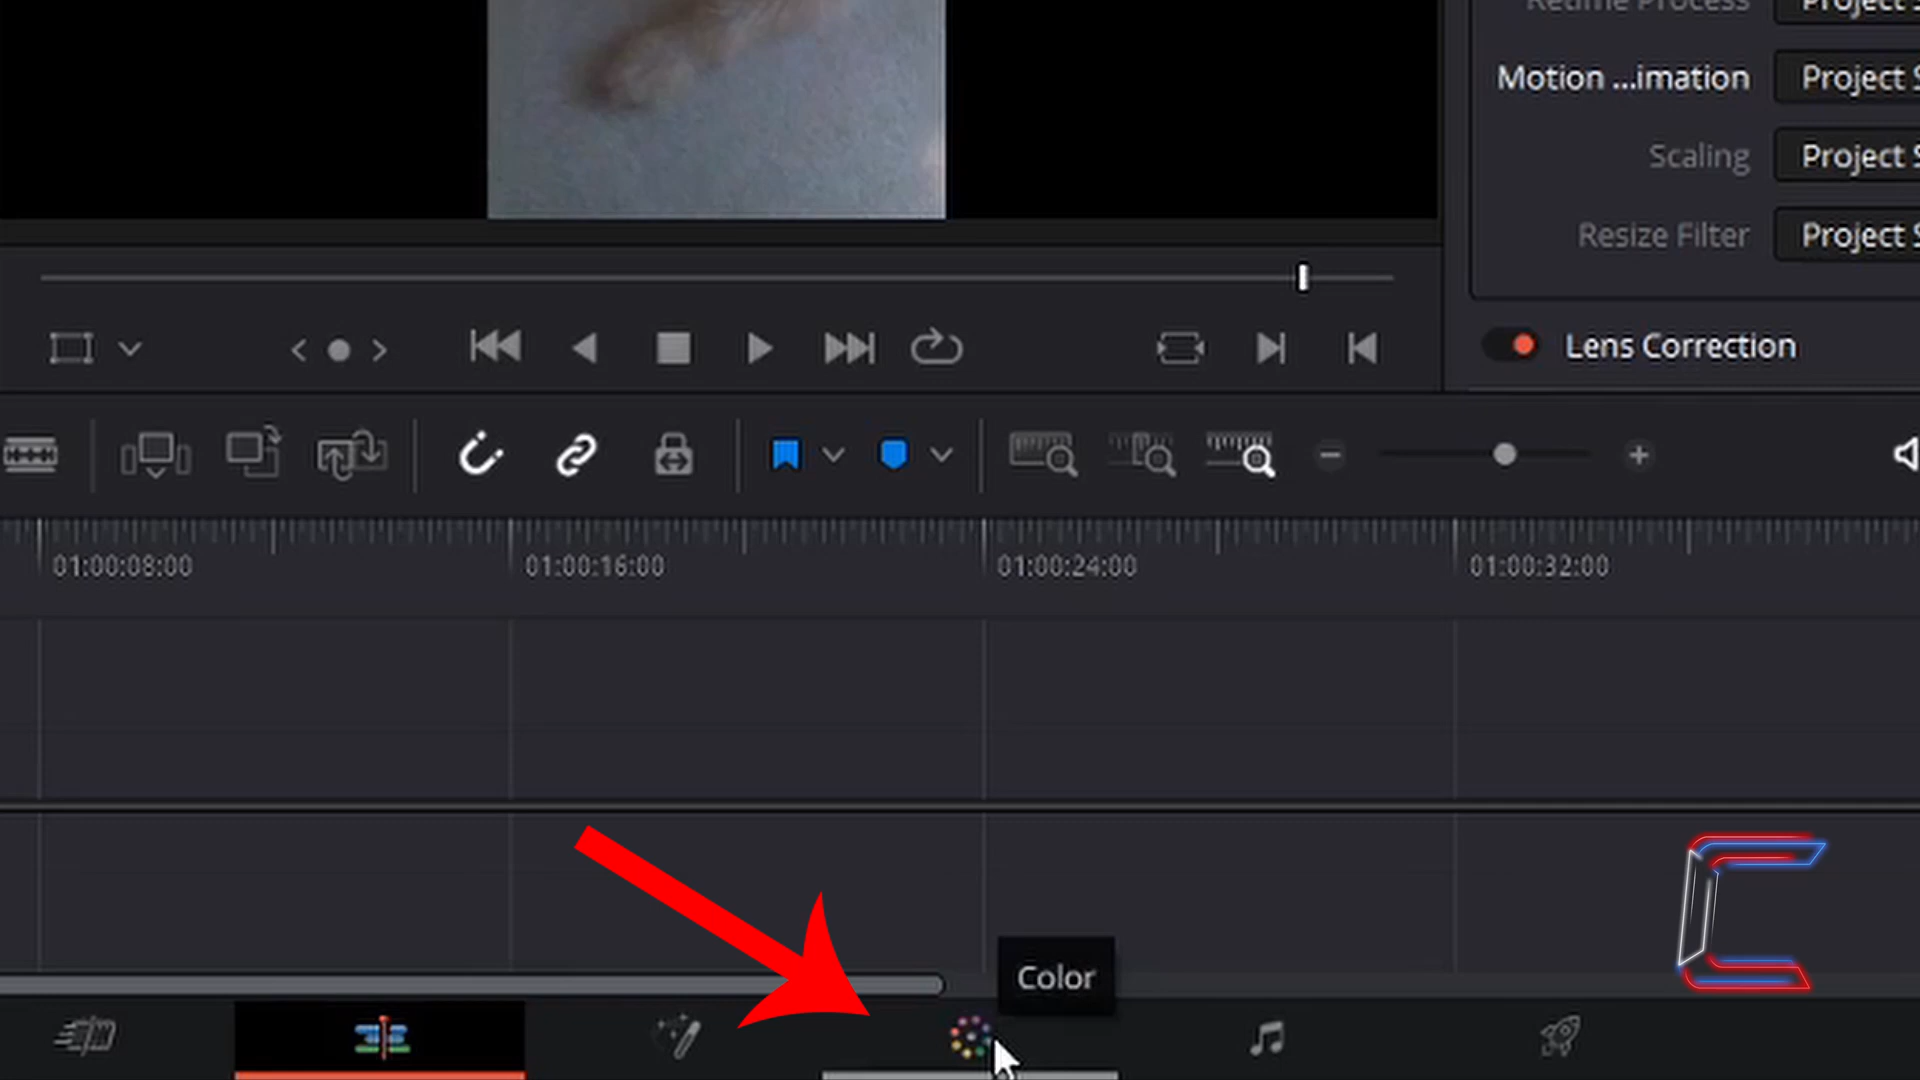 Retime Process
Project S
Motion ...imation
Project S
Scaling
Project S
Resize Filter
Project S
Lens Correction
01:00:08:00
01:00:16:00
01:00:24:00
01:00:32:00
Color